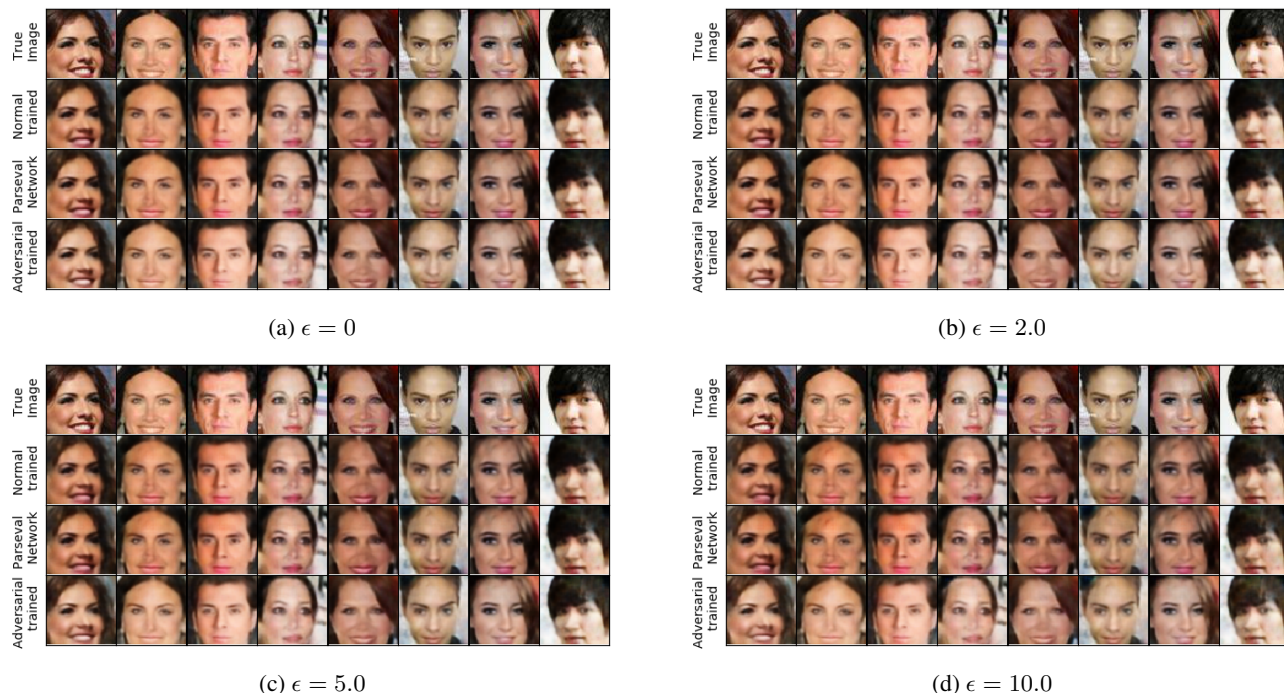 True
Image
Normal
trained
Parseval
Network
Adversarial
trained
(a) ϵ = 0
True
Image
Normal
trained
Parseval
Network
Adversarial
trained
(b) ϵ = 2.0
True
Image
Normal
trained
Parseval
Network
Adversarial
trained
(c) ϵ = 5.0
True
Image
Normal
trained
Parseval
Network
Adversarial
trained
(d) ϵ = 10.0